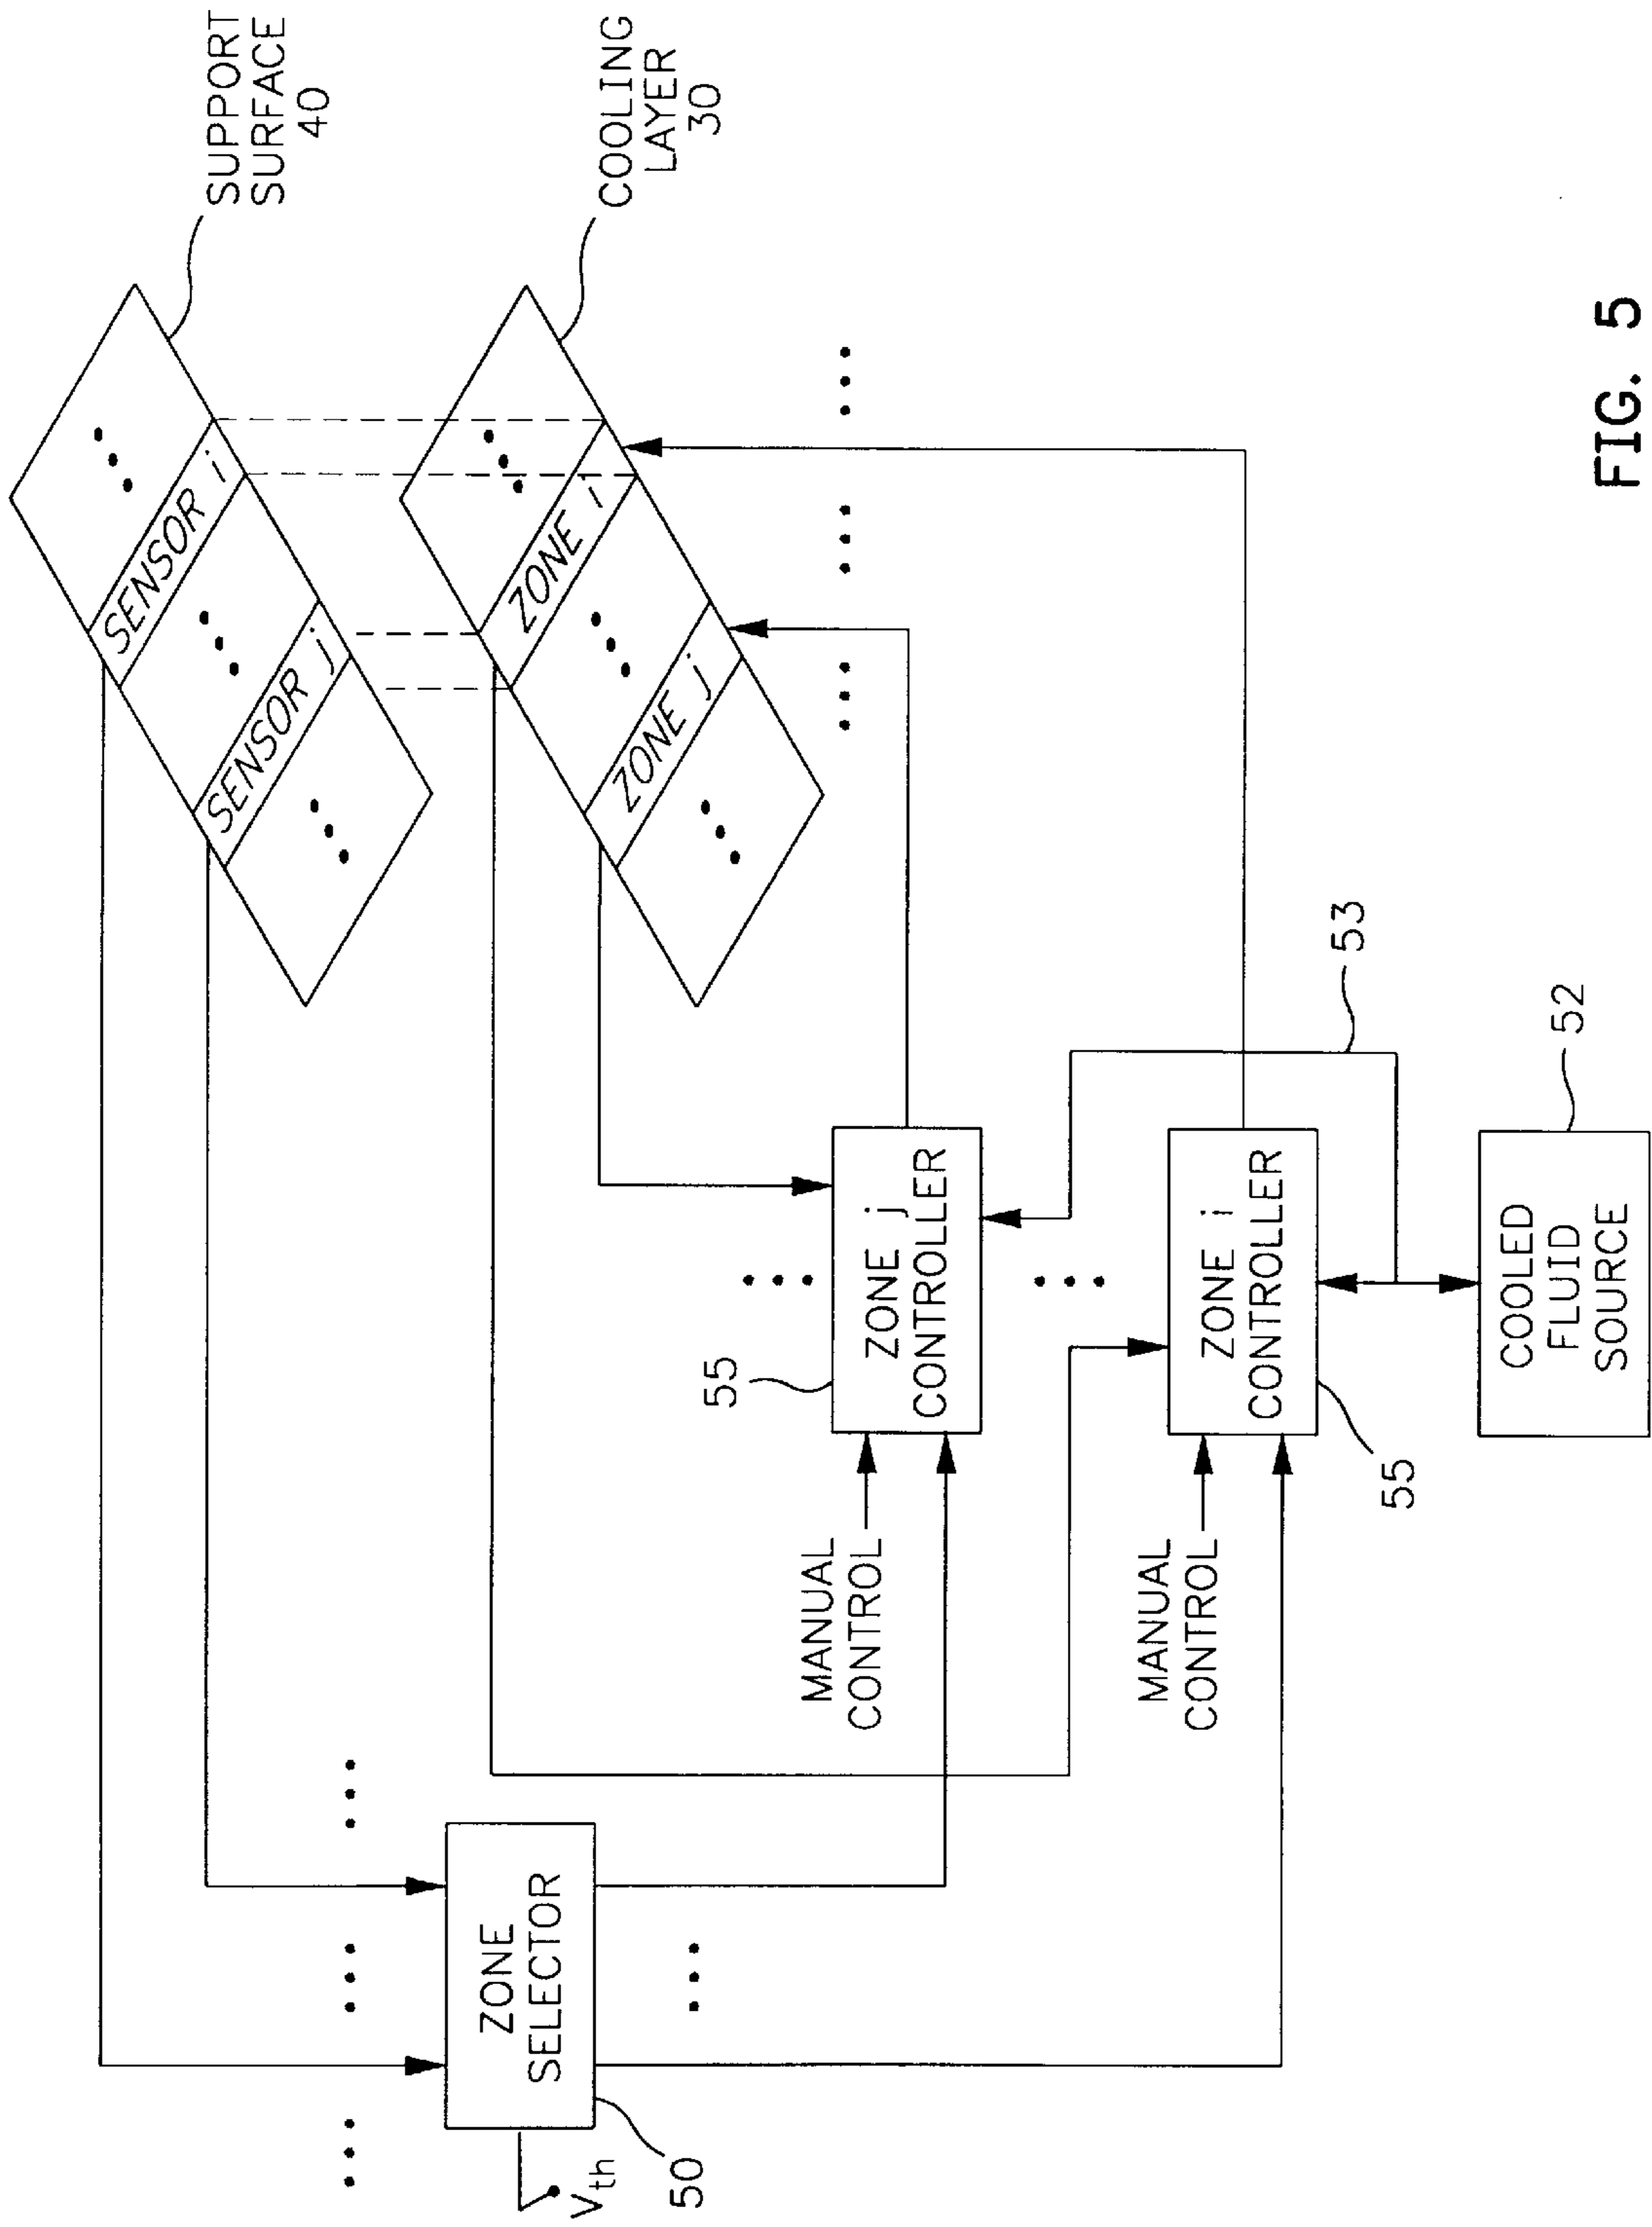 SUPPORT
SURFACE
40
SENSOR i
SENSOR j
COOLING
LAYER
30
ZONE i
ZONE j
ZONE
SELECTOR
Vth
50
MANUAL
CONTROL
55
ZONE j
CONTROLLER
MANUAL
CONTROL
ZONE i
CONTROLLER
55
53
COOLED
FLUID
SOURCE
52
FIG. 5